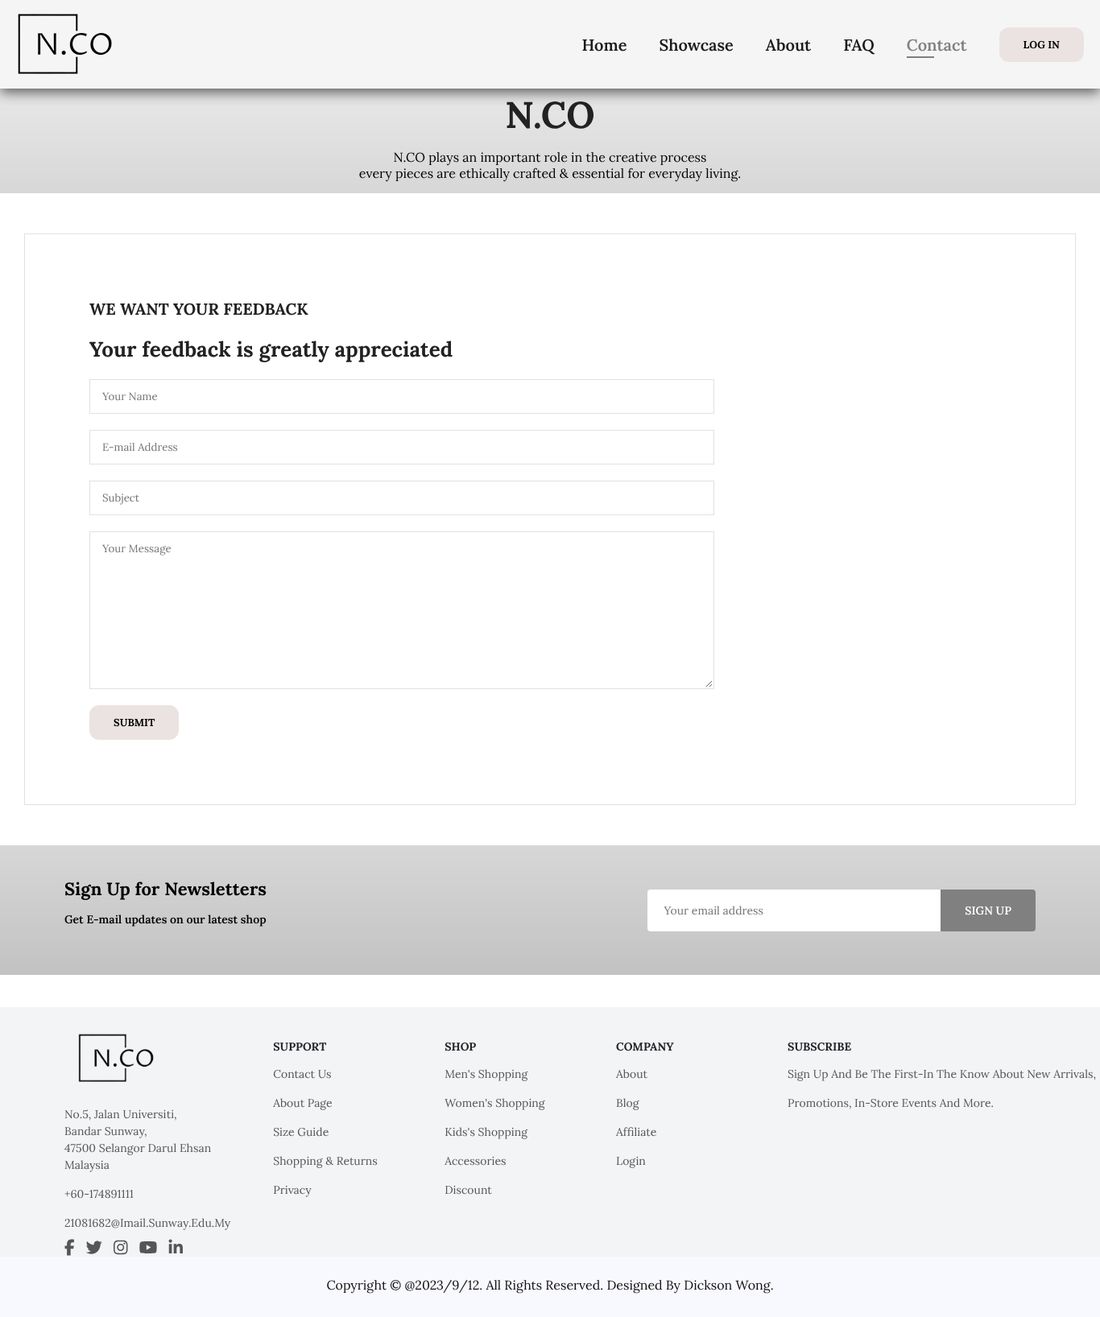 N.CO
Home
Showcase
About
FAQ
Contact
LOG IN
N.CO
N.CO plays an important role in the creative process
every pieces are ethically crafted & essential for everyday living.
WE WANT YOUR FEEDBACK
Your feedback is greatly appreciated
Your Name
E-mail Address
Subject
Your Message
SUBMIT
Sign Up for Newsletters
Get E-mail updates on our latest shop
Your email address
SIGN UP
N.CO
No.5, Jalan Universiti,
Bandar Sunway,
47500 Selangor Darul Ehsan
Malaysia
+60-174891111
21081682@Imail.Sunway.Edu.My
SUPPORT
Contact Us
About Page
Size Guide
Shopping & Returns
Privacy
SHOP
Men's Shopping
Women's Shopping
Kids's Shopping
Accessories
Discount
COMPANY
About
Blog
Affiliate
Login
SUBSCRIBE
Sign Up And Be The First-In The Know About New Arrivals,
Promotions, In-Store Events And More.
Copyright © @2023/9/12. All Rights Reserved. Designed By Dickson Wong.